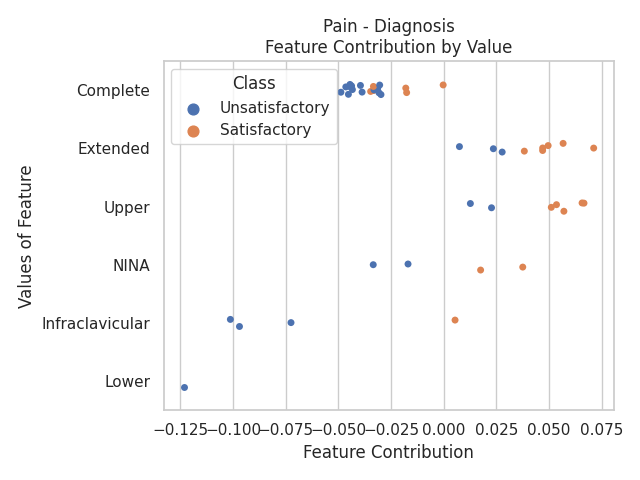 Pain - Diagnosis
Feature Contribution by Value
Class
Unsatisfactory
Satisfactory
Values of Feature
Complete
Extended
Upper
NINA
Infraclavicular
Lower
−0.125 −0.100 −0.075 −0.050 −0.025 0.000 0.025 0.050 0.075
Feature Contribution